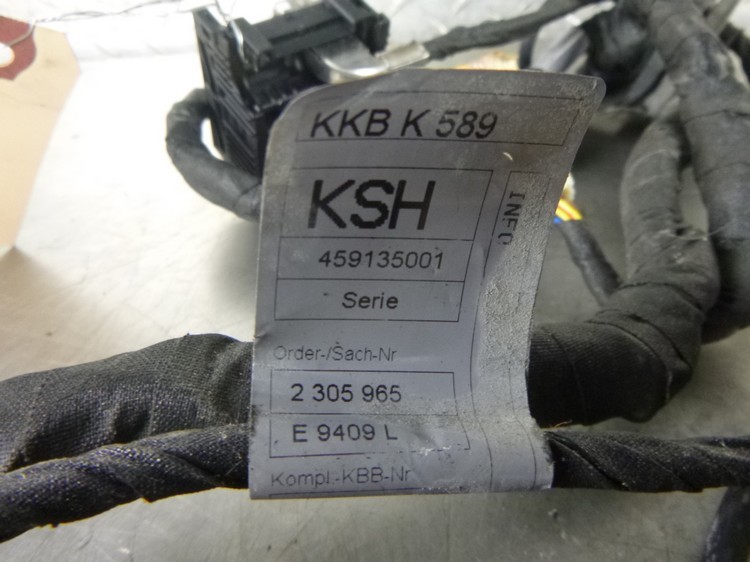 KKB K 589
KSH
INFO
459135001
Serie
Order-/Sach-Nr
2 305 965
E 9409 L
Kompl.-KBB-Nr